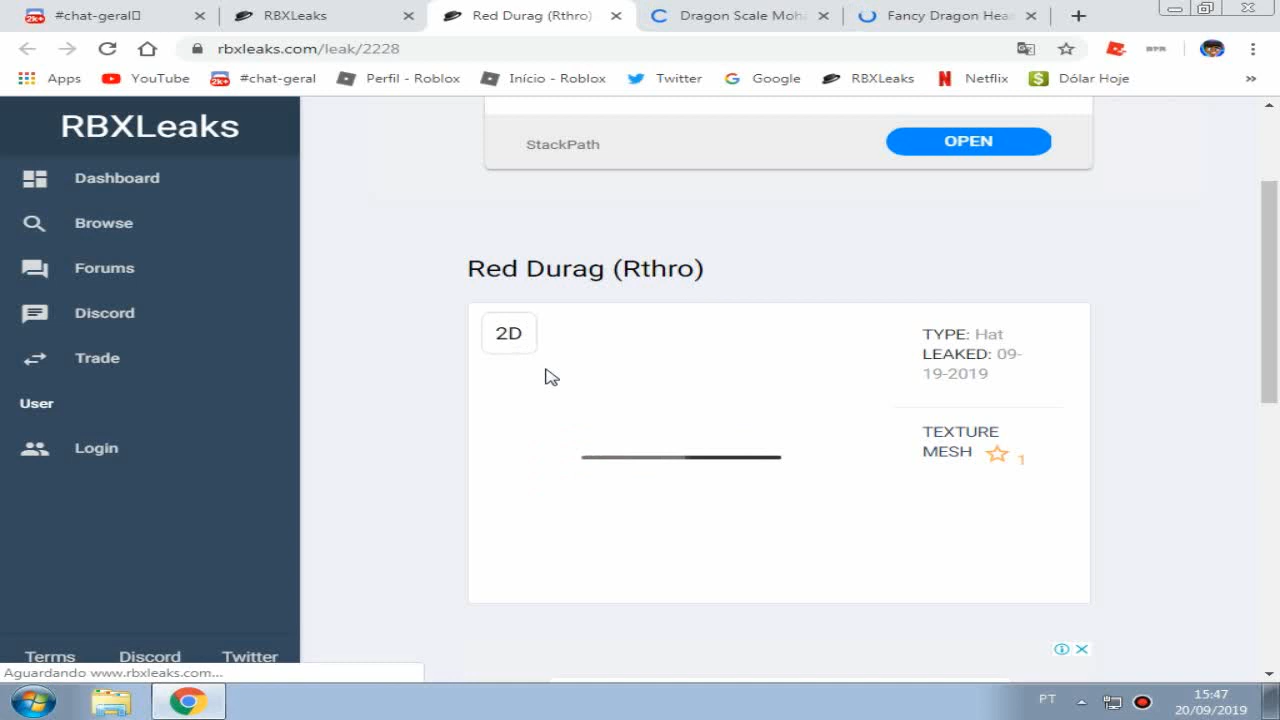 #chat-geral
RBXLeaks
Red Durag (Rthro)
Dragon Scale Moh
Fancy Dragon Hea
rbxleaks.com/leak/2228
Apps
YouTube
#chat-geral
Perfil - Roblox
Início - Roblox
Twitter
Google
RBXLeaks
Netflix
Dólar Hoje
»
RBXLeaks
Dashboard
Browse
Forums
Discord
Trade
User
Login
Terms
Discord
Twitter
StackPath
OPEN
Red Durag (Rthro)
2D
TYPE: Hat
LEAKED: 09-
19-2019
TEXTURE
MESH 1
Aguardando www.rbxleaks.com...
PT
15:47
20/09/2019